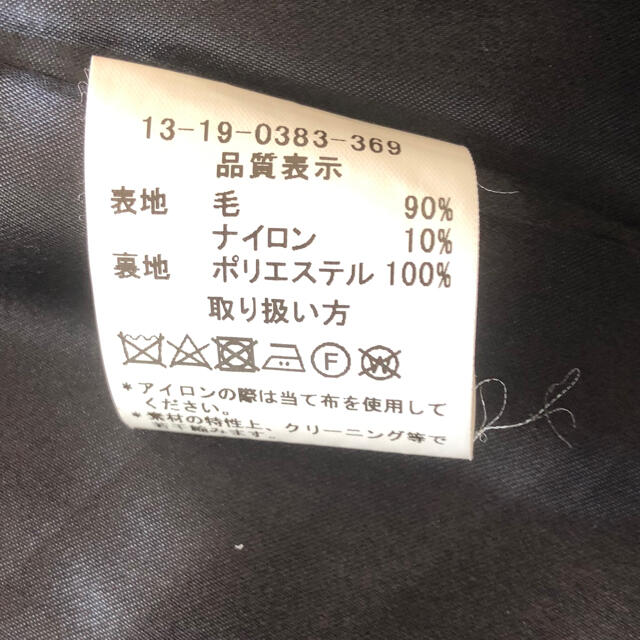 13-19-0383-369
品質表示
表地 毛 90%
ナイロン 10%
裏地 ポリエステル 100%
取り扱い方
F W
*アイロンの際は当て布を使用して
ください。
*素材の特性上、クリーニング等で